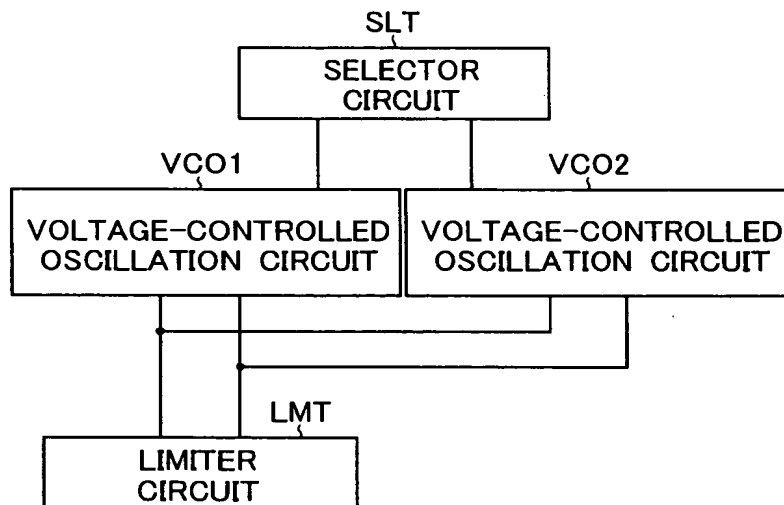 SLT
SELECTOR
CIRCUIT
VCO1
VCO2
VOLTAGE-CONTROLLED
OSCILLATION CIRCUIT
VOLTAGE-CONTROLLED
OSCILLATION CIRCUIT
LMT
LIMITER
CIRCUIT